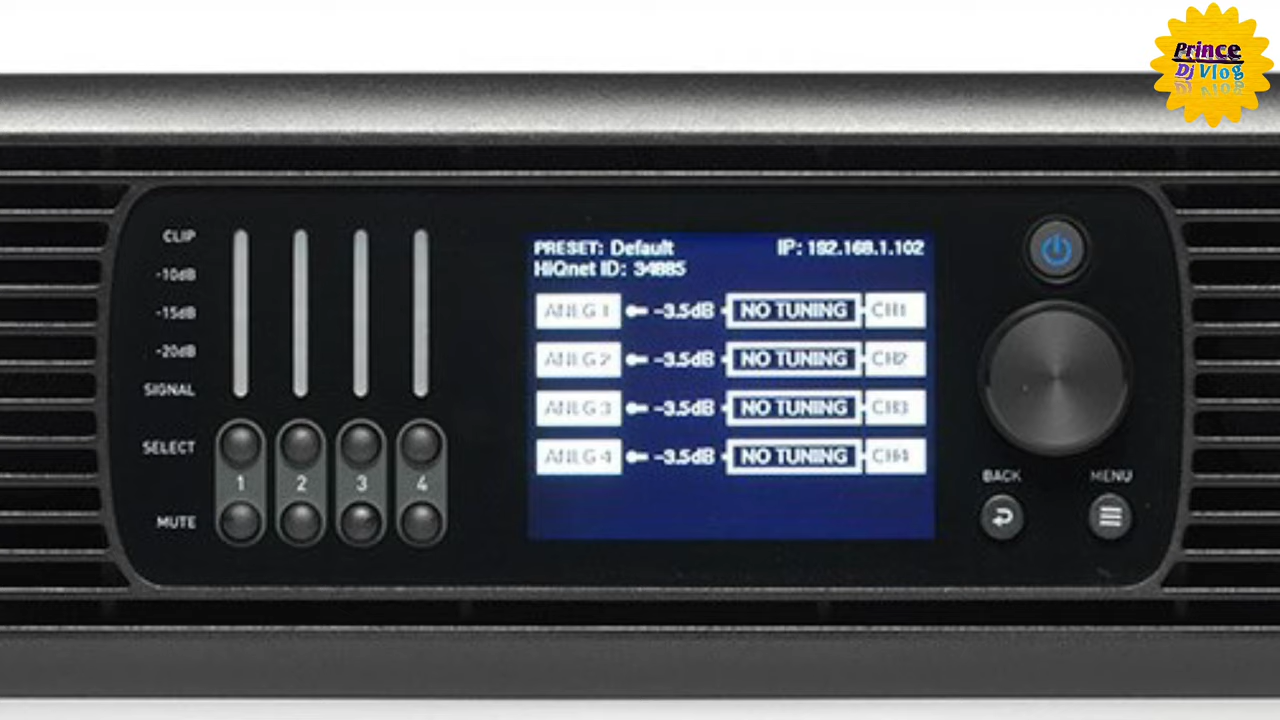 Prince
Dj Vlog
CLIP
-10dB
-15dB
-20dB
SIGNAL
SELECT
1 2 3 4
MUTE
PRESET: Default IP: 192.168.1.102
HiQnet ID: 34885
ANLG 1 -3.5dB NO TUNING CH1
ANLG 2 -3.5dB NO TUNING CH2
ANLG 3 -3.5dB NO TUNING CH3
ANLG 4 -3.5dB NO TUNING CH4
BACK MENU